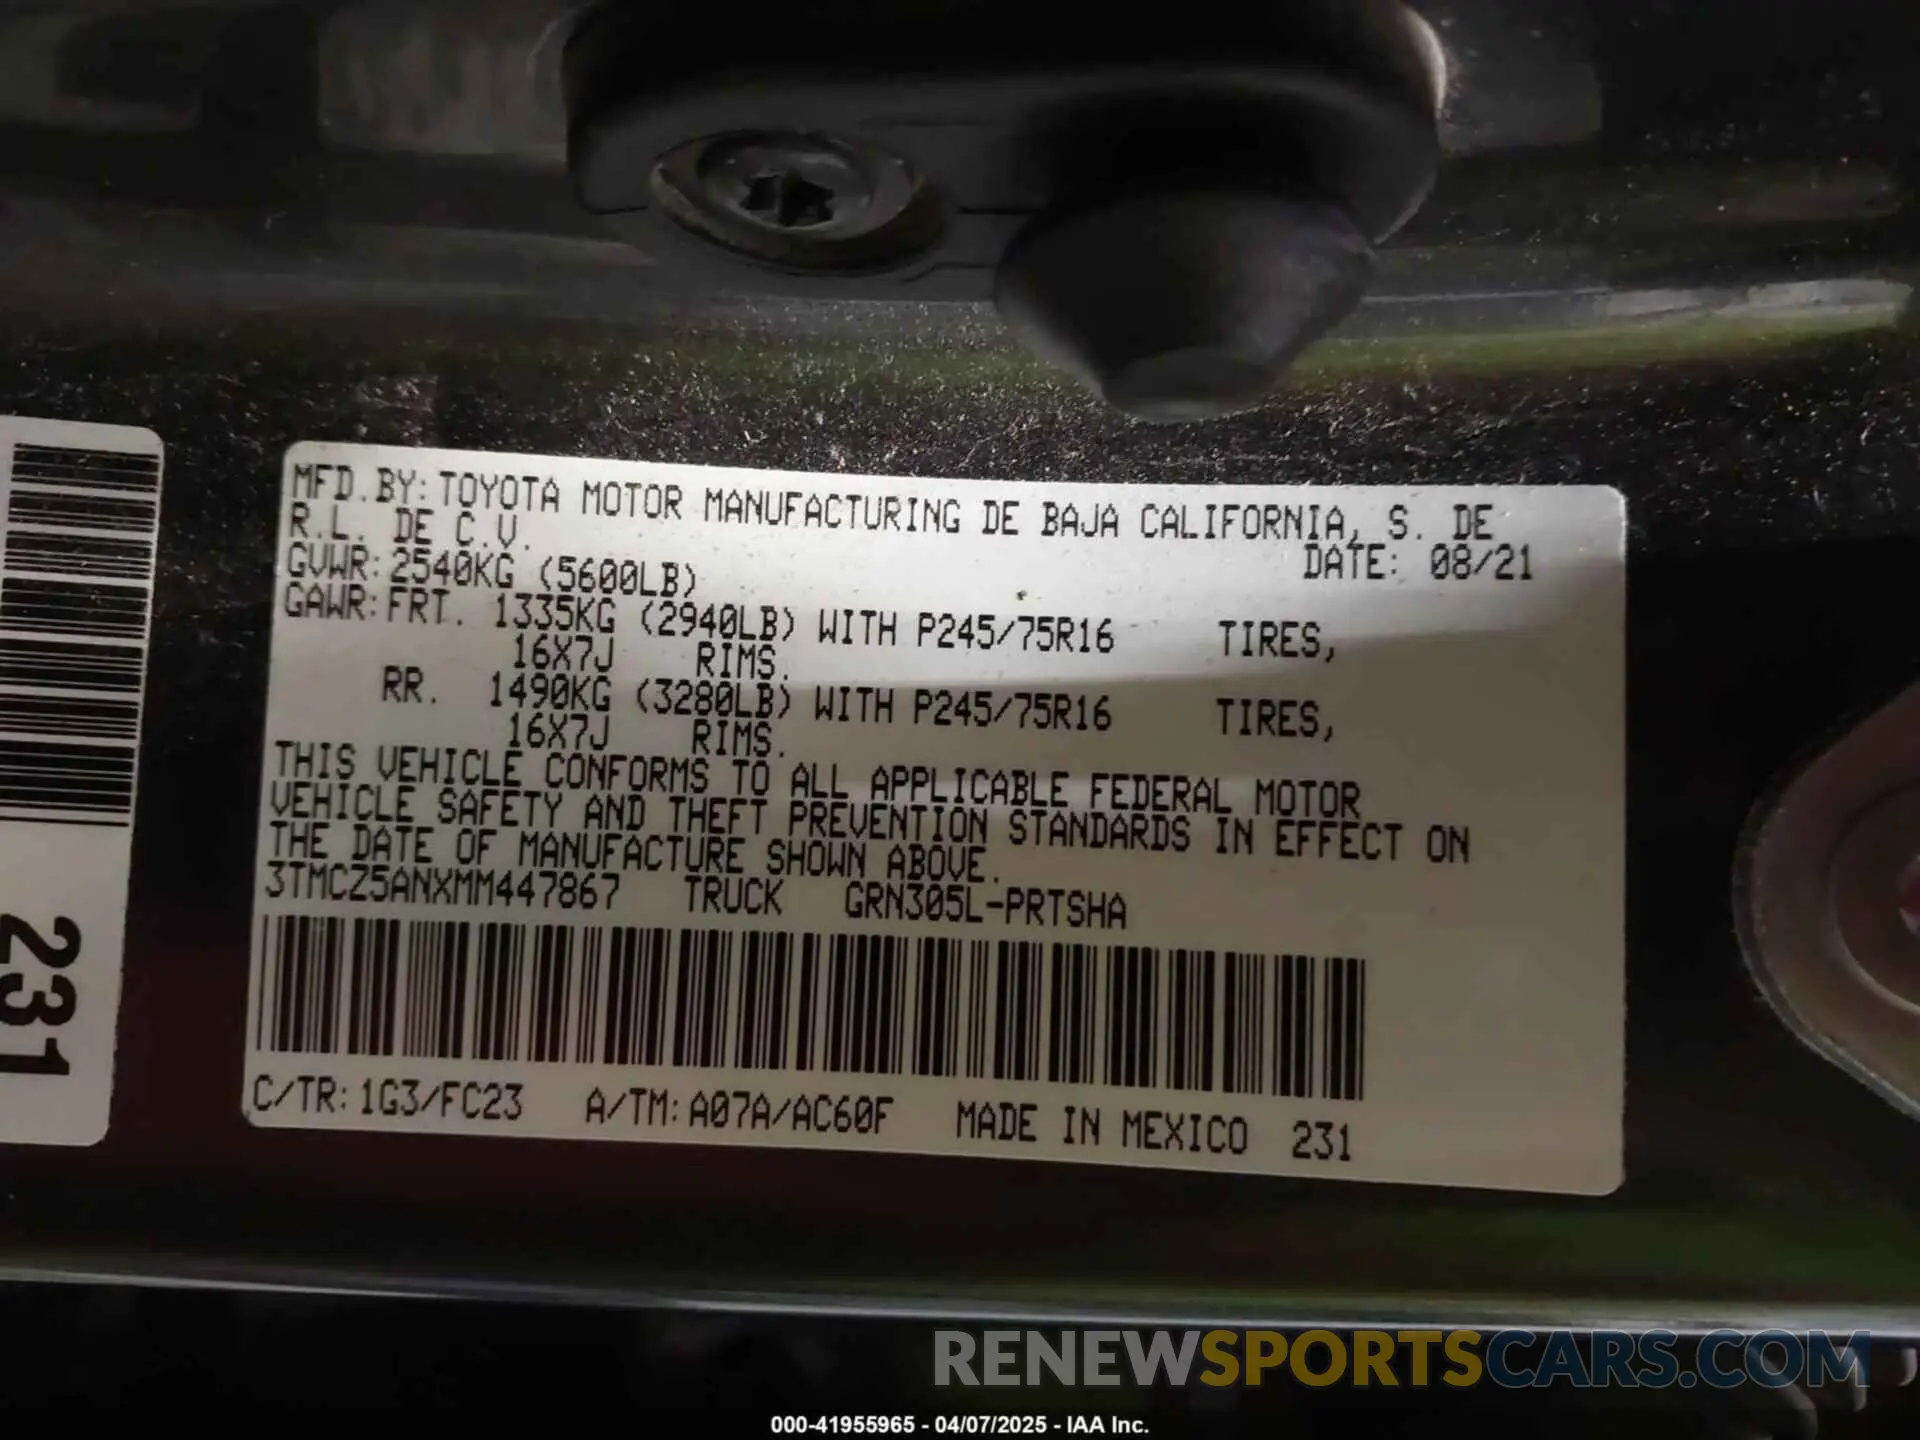 MFD.BY:TOYOTA MOTOR MANUFACTURING DE BAJA CALIFORNIA, S. DE
R.L. DE C.V.
DATE: 08/21
GVWR:2540KG (5600LB)
GAWR:FRT. 1335KG (2940LB) WITH P245/75R16 TIRES,
16X7J RIMS.
RR. 1490KG (3280LB) WITH P245/75R16 TIRES,
16X7J RIMS.
THIS VEHICLE CONFORMS TO ALL APPLICABLE FEDERAL MOTOR
VEHICLE SAFETY AND THEFT PREVENTION STANDARDS IN EFFECT ON
THE DATE OF MANUFACTURE SHOWN ABOVE.
3TMCZ5ANXMM447867 TRUCK GRN305L-PRTSHA
C/TR:1G3/FC23 A/TM:A07A/AC60F MADE IN MEXICO 231
231
RENEWSPORTSCARS.COM
000-41955965 - 04/07/2025 - IAA Inc.